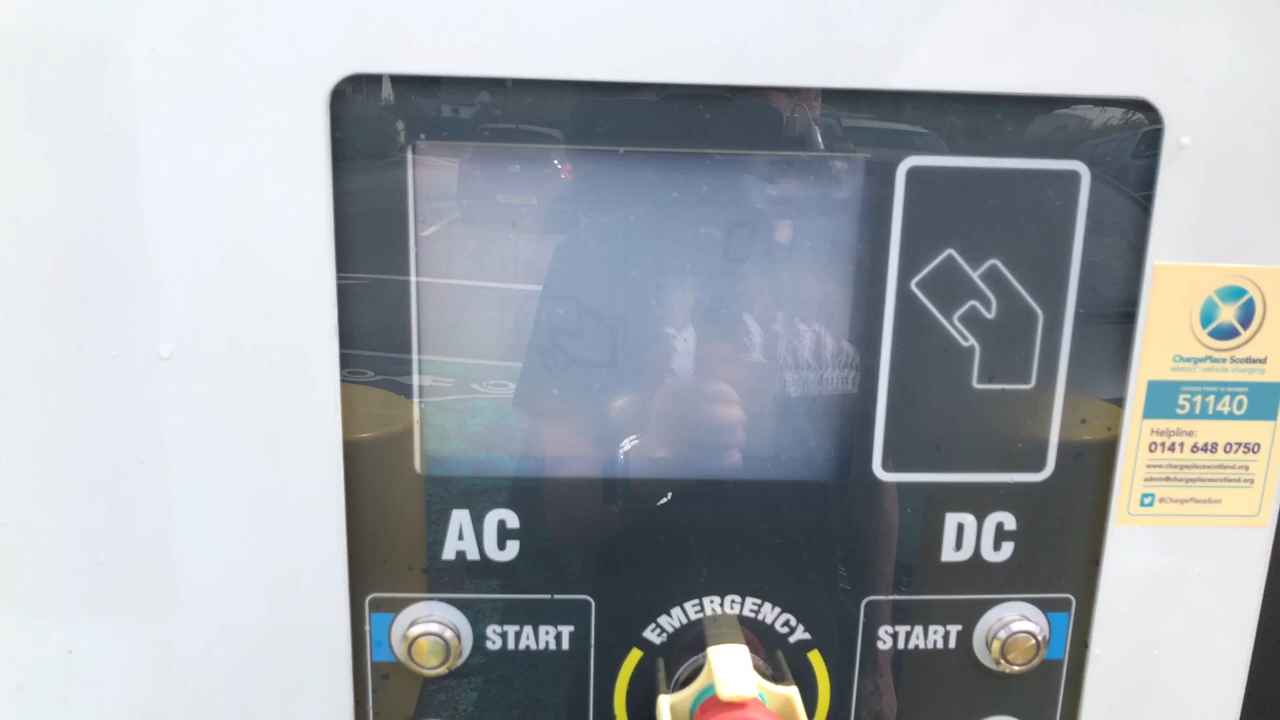 ChargePlace Scotland
electric vehicle charging
51140
Helpline:
0141 648 0750
www.chargeplacescotland.org
admin@chargeplacescotland.org
@ChargePlaceScot
AC
DC
START
EMERGENCY
START